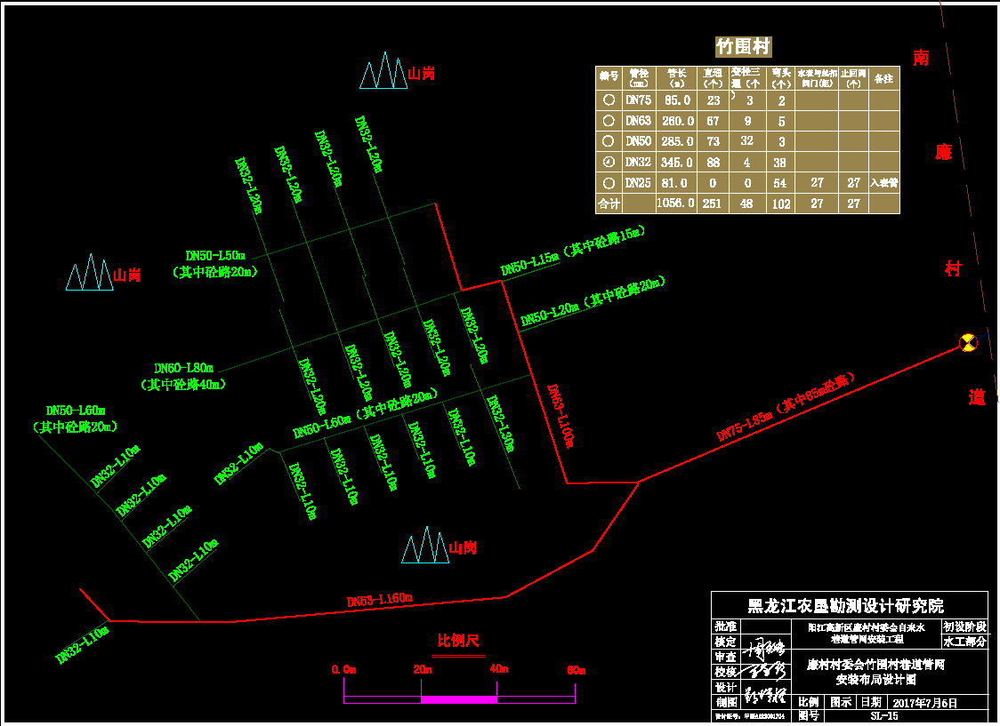 竹围村
编号 管径(mm) 管长(m) 直通(个) 变径三通(个) 弯头(个) 水表与丝扣阀门(组) 止回阀(个) 备注
DN75 85.0 23 3 2
DN63 260.0 67 9 5
DN50 285.0 73 32 3
DN32 345.0 88 4 38
DN25 81.0 0 0 54 27 27 入表管
合计 1056.0 251 48 102 27 27
南
廉
村
道
山岗
山岗
山岗
DN32-L20m
DN32-L20m
DN32-L20m
DN32-L20m
DN50-L50m
(其中砼路20m)
DN50-L15m(其中砼路15m)
DN50-L20m(其中砼路20m)
DN60-L80m
(其中砼路40m)
DN32-L20m
DN32-L20m
DN32-L20m
DN32-L20m
DN32-L20m
DN50-L60m
(其中砼路20m)
DN50-L60m(其中砼路20m)
DN32-L30m
DN63-L100m
DN75-L85m(其中85m砼路)
DN32-L10m
DN32-L10m
DN32-L10m
DN32-L10m
DN32-L10m
DN32-L10m
DN32-L10m
DN32-L10m
DN32-L10m
DN32-L10m
DN63-L160m
DN32-L10m
比例尺
0.0m 20m 40m 60m
黑龙江农垦勘测设计研究院
批准
核定
审查
校核
设计
制图
阳江高新区廉村村委会自来水
巷道管网安装工程
初设阶段
水工部分
廉村村委会竹围村巷道管网
安装布局设计图
比例 图示 日期 2017年7月6日
图号 SL-15